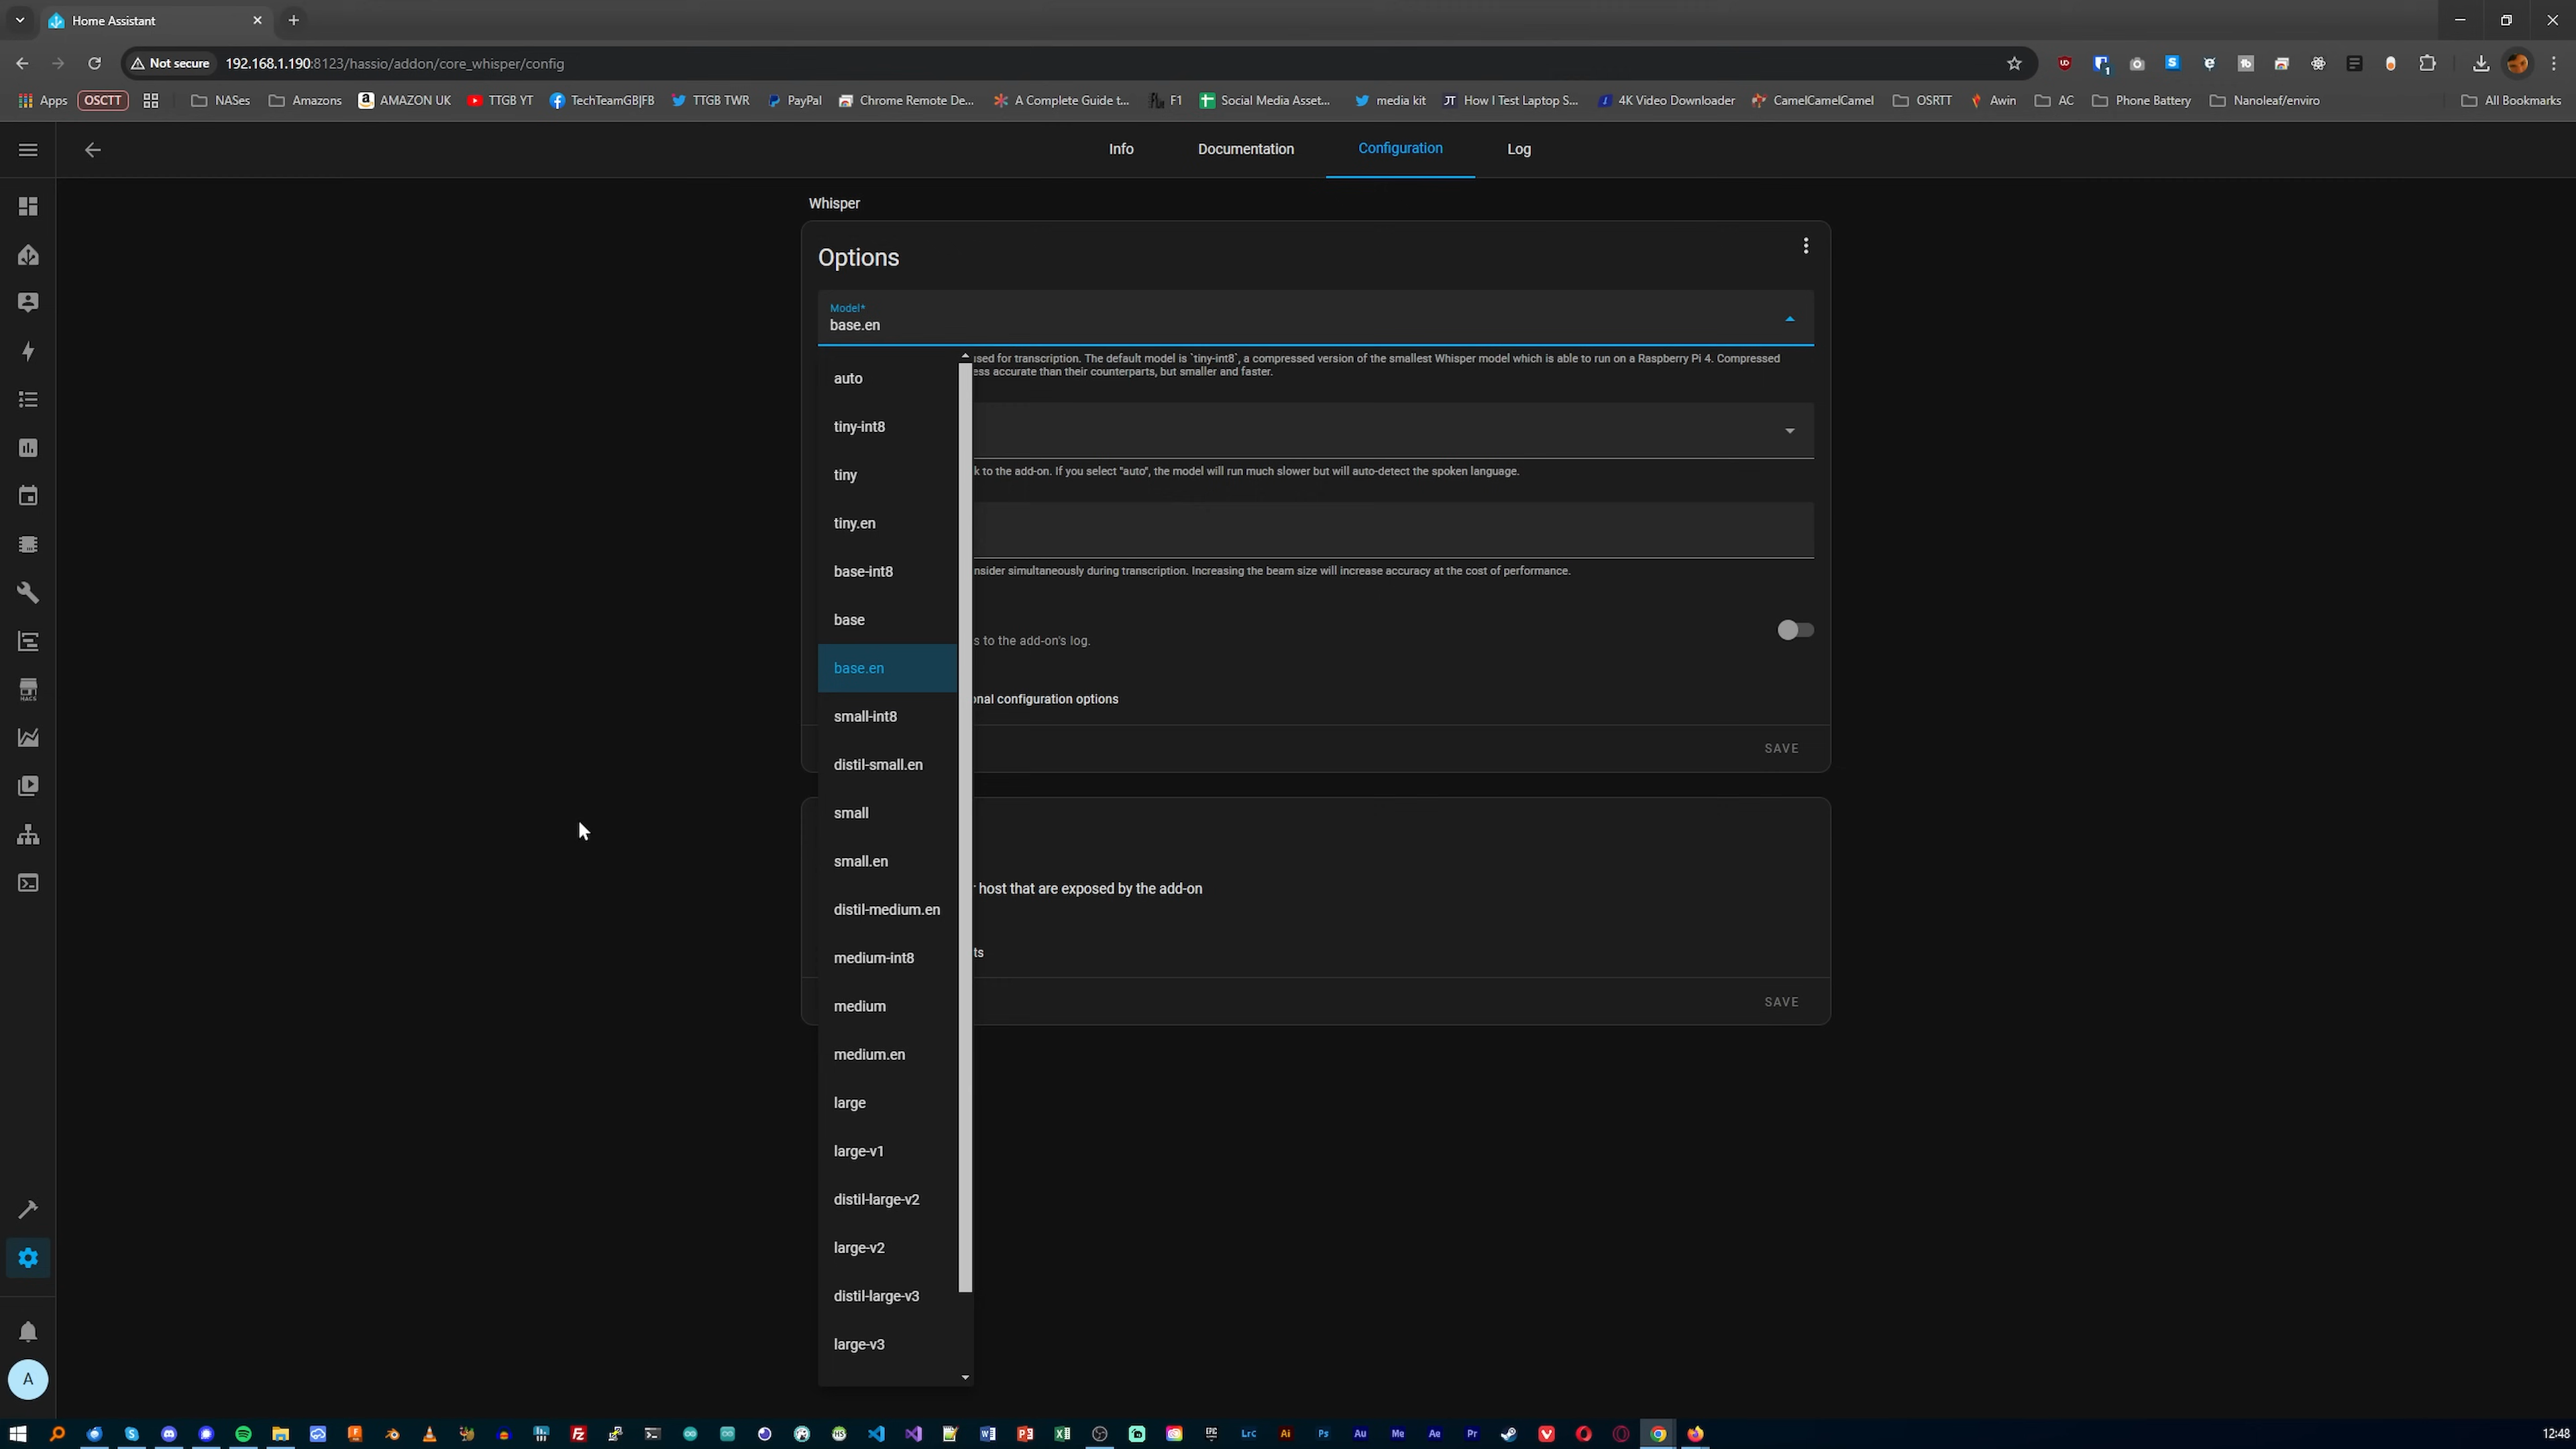 Home Assistant
Not secure 192.168.1.190:8123/hassio/addon/core_whisper/config
Apps OSCTT NASes Amazons AMAZON UK TTGB YT TechTeamGB|FB TTGB TWR PayPal Chrome Remote De... A Complete Guide t... F1 Social Media Asset... media kit How I Test Laptop S... 4K Video Downloader CamelCamelCamel OSRTT Awin AC Phone Battery Nanoleaf/enviro All Bookmarks
Info Documentation Configuration Log
Whisper
Options
Model*
base.en
used for transcription. The default model is `tiny-int8`, a compressed version of the smallest Whisper model which is able to run on a Raspberry Pi 4. Compressed
ess accurate than their counterparts, but smaller and faster.
auto
tiny-int8
k to the add-on. If you select "auto", the model will run much slower but will auto-detect the spoken language.
tiny
tiny.en
base-int8
nsider simultaneously during transcription. Increasing the beam size will increase accuracy at the cost of performance.
base
s to the add-on's log.
base.en
onal configuration options
small-int8
SAVE
distil-small.en
small
small.en
host that are exposed by the add-on
distil-medium.en
ts
medium-int8
medium
SAVE
medium.en
large
large-v1
distil-large-v2
large-v2
distil-large-v3
large-v3
A
HACS
12:48